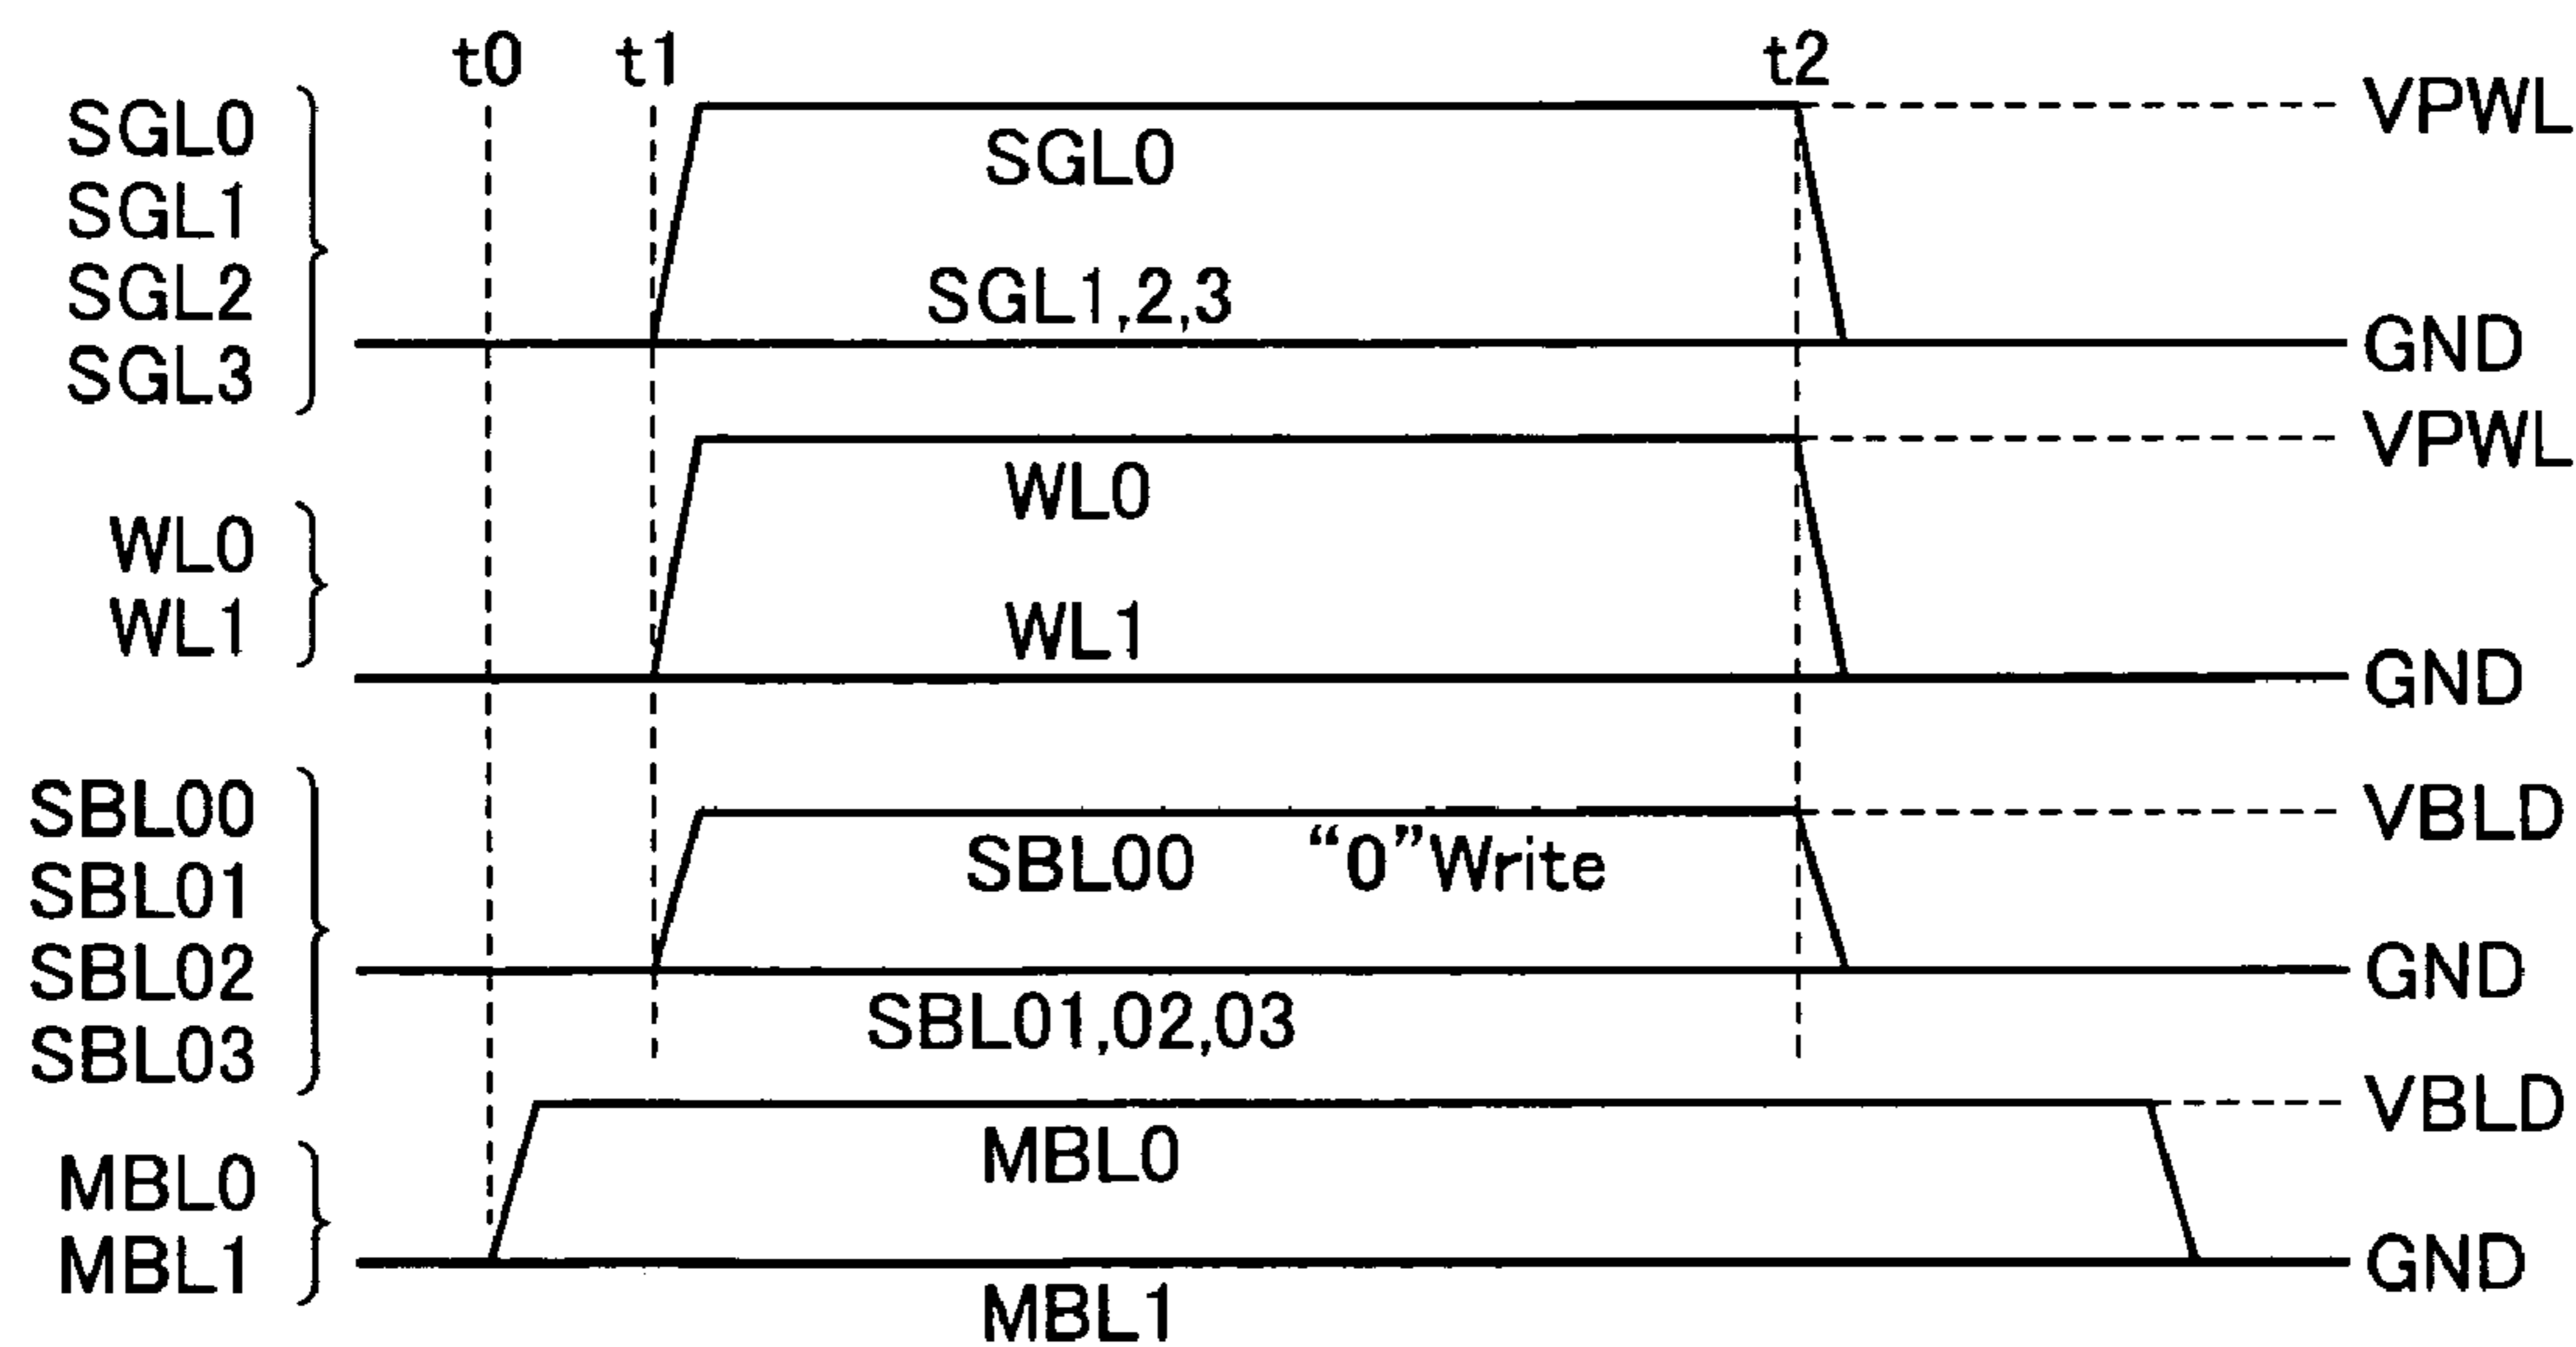 t0 t1 t2
SGL0
SGL1
SGL2
SGL3
SGL0
SGL1,2,3
VPWL
GND
WL0
WL1
WL0
WL1
VPWL
GND
SBL00
SBL01
SBL02
SBL03
SBL00 “0”Write
SBL01,02,03
VBLD
GND
MBL0
MBL1
MBL0
MBL1
VBLD
GND